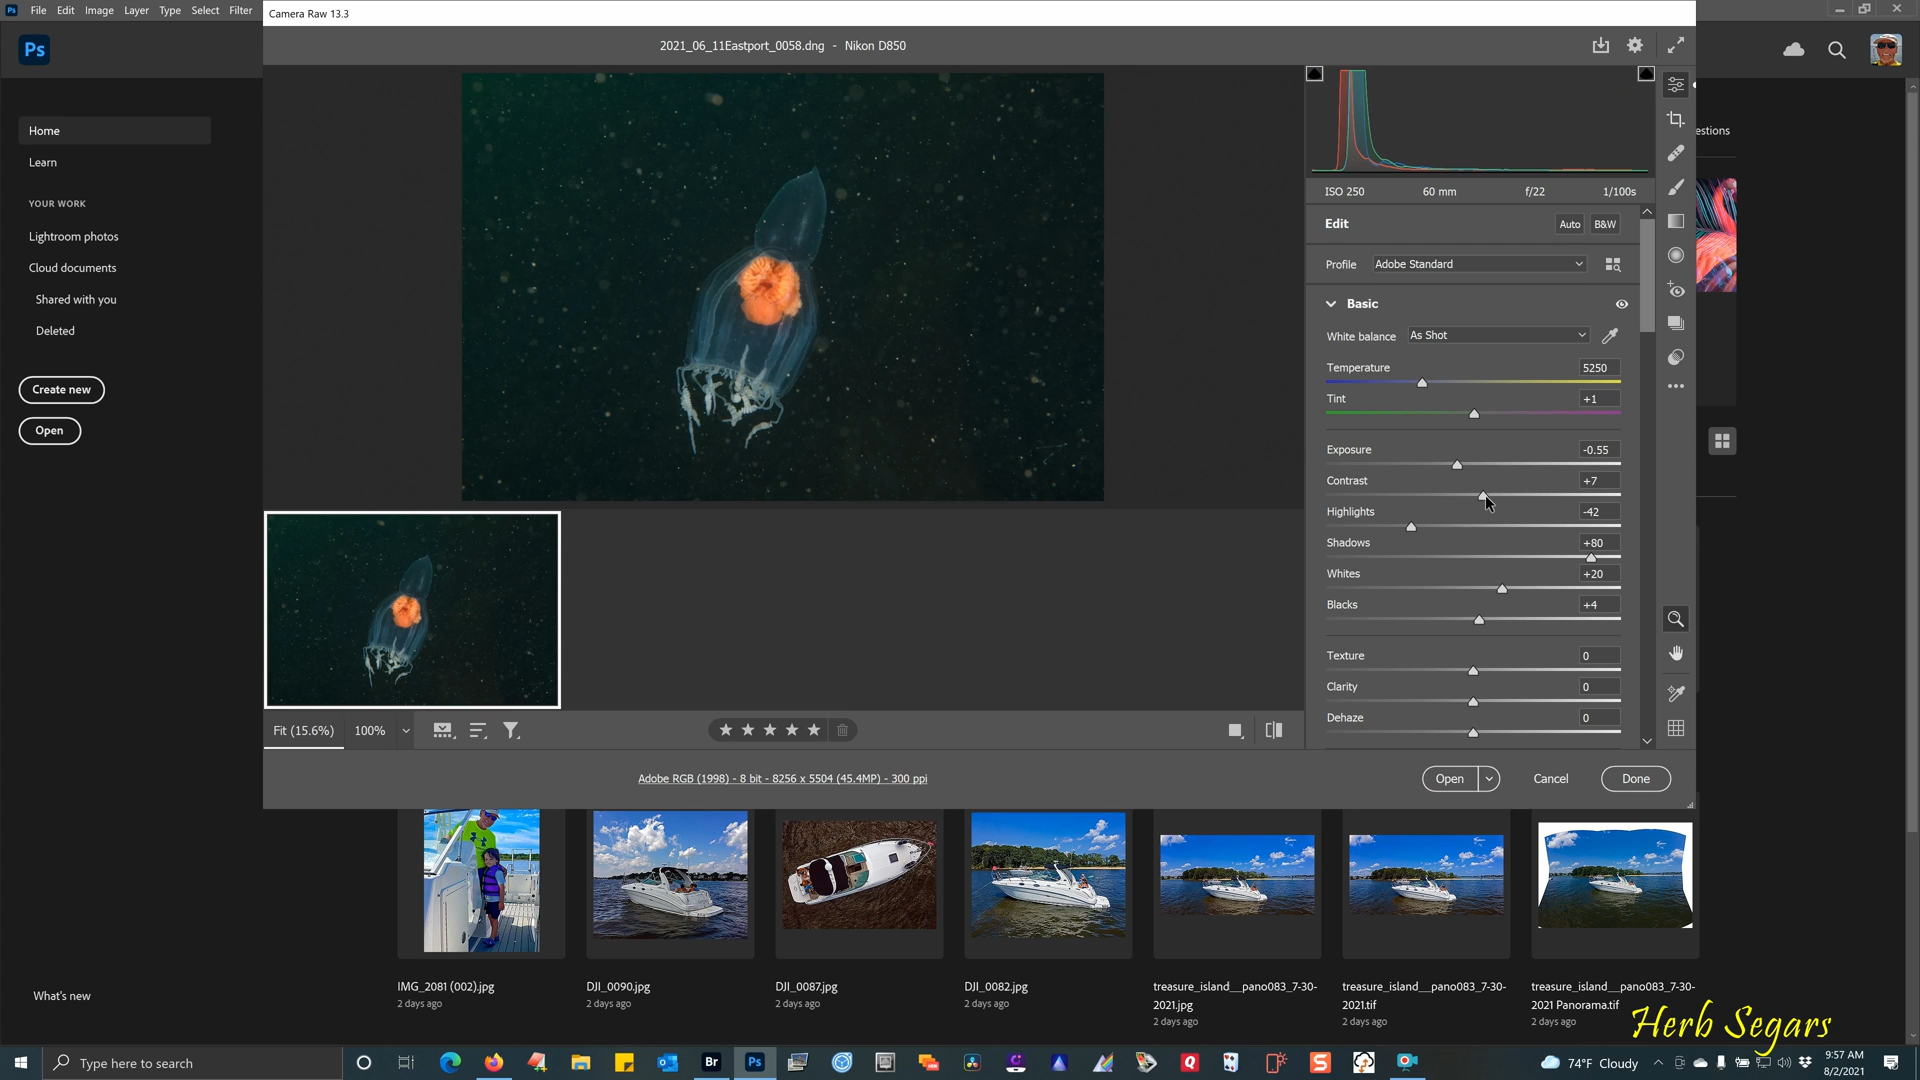 Ps File Edit Image Layer Type Select Filter
Camera Raw 13.3
Ps
2021_06_11Eastport_0058.dng - Nikon D850
Home
Learn
YOUR WORK
Lightroom photos
Cloud documents
Shared with you
Deleted
Create new
Open
What's new
estions
ISO 250 60 mm f/22 1/100s
Edit Auto B&W
Profile Adobe Standard
Basic
White balance As Shot
Temperature 5250
Tint +1
Exposure -0.55
Contrast +7
Highlights -42
Shadows +80
Whites +20
Blacks +4
Texture 0
Clarity 0
Dehaze 0
Fit (15.6%) 100%
Adobe RGB (1998) - 8 bit - 8256 x 5504 (45.4MP) - 300 ppi
Open Cancel Done
IMG_2081 (002).jpg
2 days ago
DJI_0090.jpg
2 days ago
DJI_0087.jpg
2 days ago
DJI_0082.jpg
2 days ago
treasure_island__pano083_7-30-
2021.jpg
2 days ago
treasure_island__pano083_7-30-
2021.tif
2 days ago
treasure_island__pano083_7-30-
2021 Panorama.tif
2 days ago
Herb Segars
Type here to search
Br
Ps
Q
S
74°F Cloudy
9:57 AM
8/2/2021